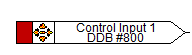 Control Input 1
DDB #800